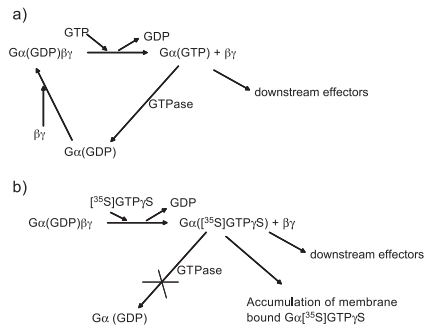 a)
GTP GDP
Gα(GDP)βγ Gα(GTP) + βγ
GTPase
downstream effectors
βγ
Gα(GDP)
b)
[³⁵S]GTPγS GDP
Gα(GDP)βγ Gα([³⁵S]GTPγS) + βγ
GTPase
downstream effectors
Gα (GDP)
Accumulation of membrane
bound Gα[³⁵S]GTPγS